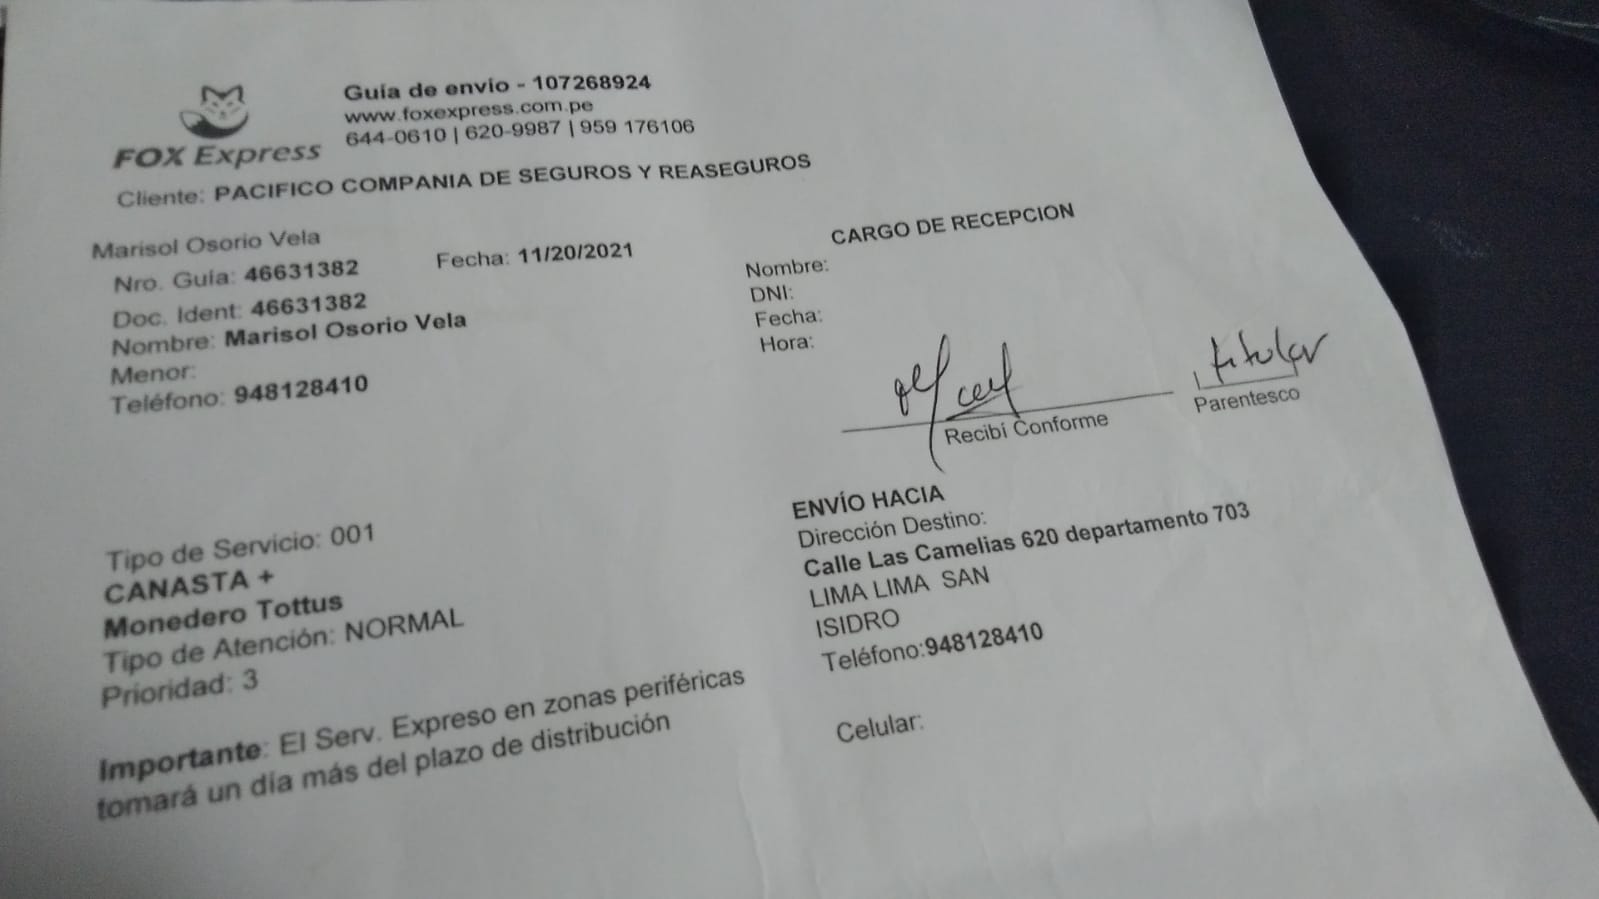 FOX Express
Guía de envío - 107268924
www.foxexpress.com.pe
644-0610 | 620-9987 | 959 176106
Cliente: PACIFICO COMPANIA DE SEGUROS Y REASEGUROS
Marisol Osorio Vela
Nro. Guía: 46631382
Fecha: 11/20/2021
Doc. Ident: 46631382
Nombre: Marisol Osorio Vela
Menor:
Teléfono: 948128410
CARGO DE RECEPCION
Nombre:
DNI:
Fecha:
Hora:
Recibí Conforme
titular
Parentesco
Tipo de Servicio: 001
CANASTA +
Monedero Tottus
Tipo de Atención: NORMAL
Prioridad: 3
Importante: El Serv. Expreso en zonas periféricas
tomará un día más del plazo de distribución
ENVÍO HACIA
Dirección Destino:
Calle Las Camelias 620 departamento 703
LIMA LIMA SAN
ISIDRO
Teléfono:948128410
Celular: